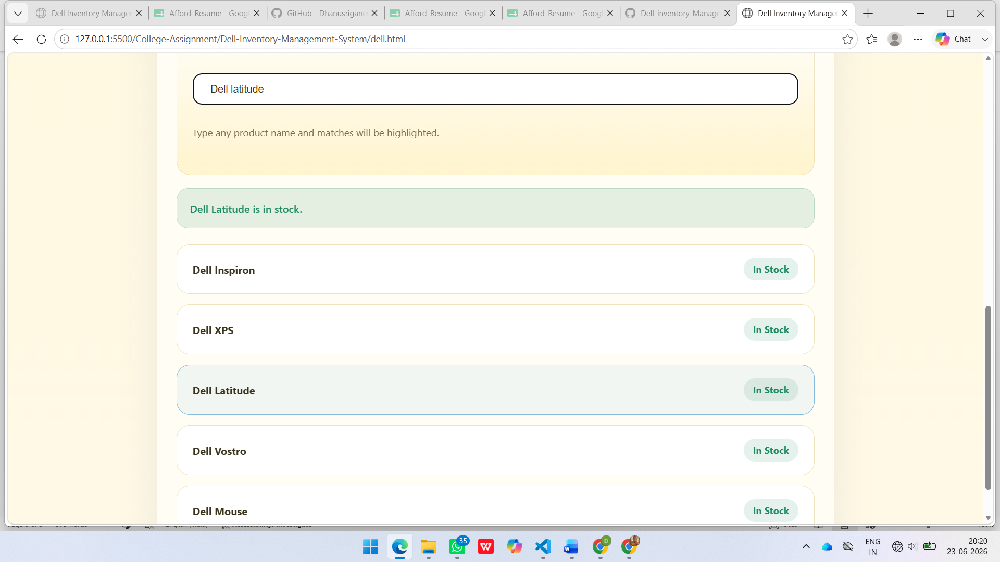 Dell Inventory Manager
Afford_Resume - Googl
GitHub - Dhanusrigane
Afford_Resume - Googl
Afford_Resume - Googl
Dell-inventory-Manage
Dell Inventory Manager
127.0.0.1:5500/College-Assignment/Dell-Inventory-Management-System/dell.html
Chat
Dell latitude
Type any product name and matches will be highlighted.
Dell Latitude is in stock.
Dell Inspiron
In Stock
Dell XPS
In Stock
Dell Latitude
In Stock
Dell Vostro
In Stock
Dell Mouse
In Stock
35
W
D
ENG
IN
20:20
23-06-2026